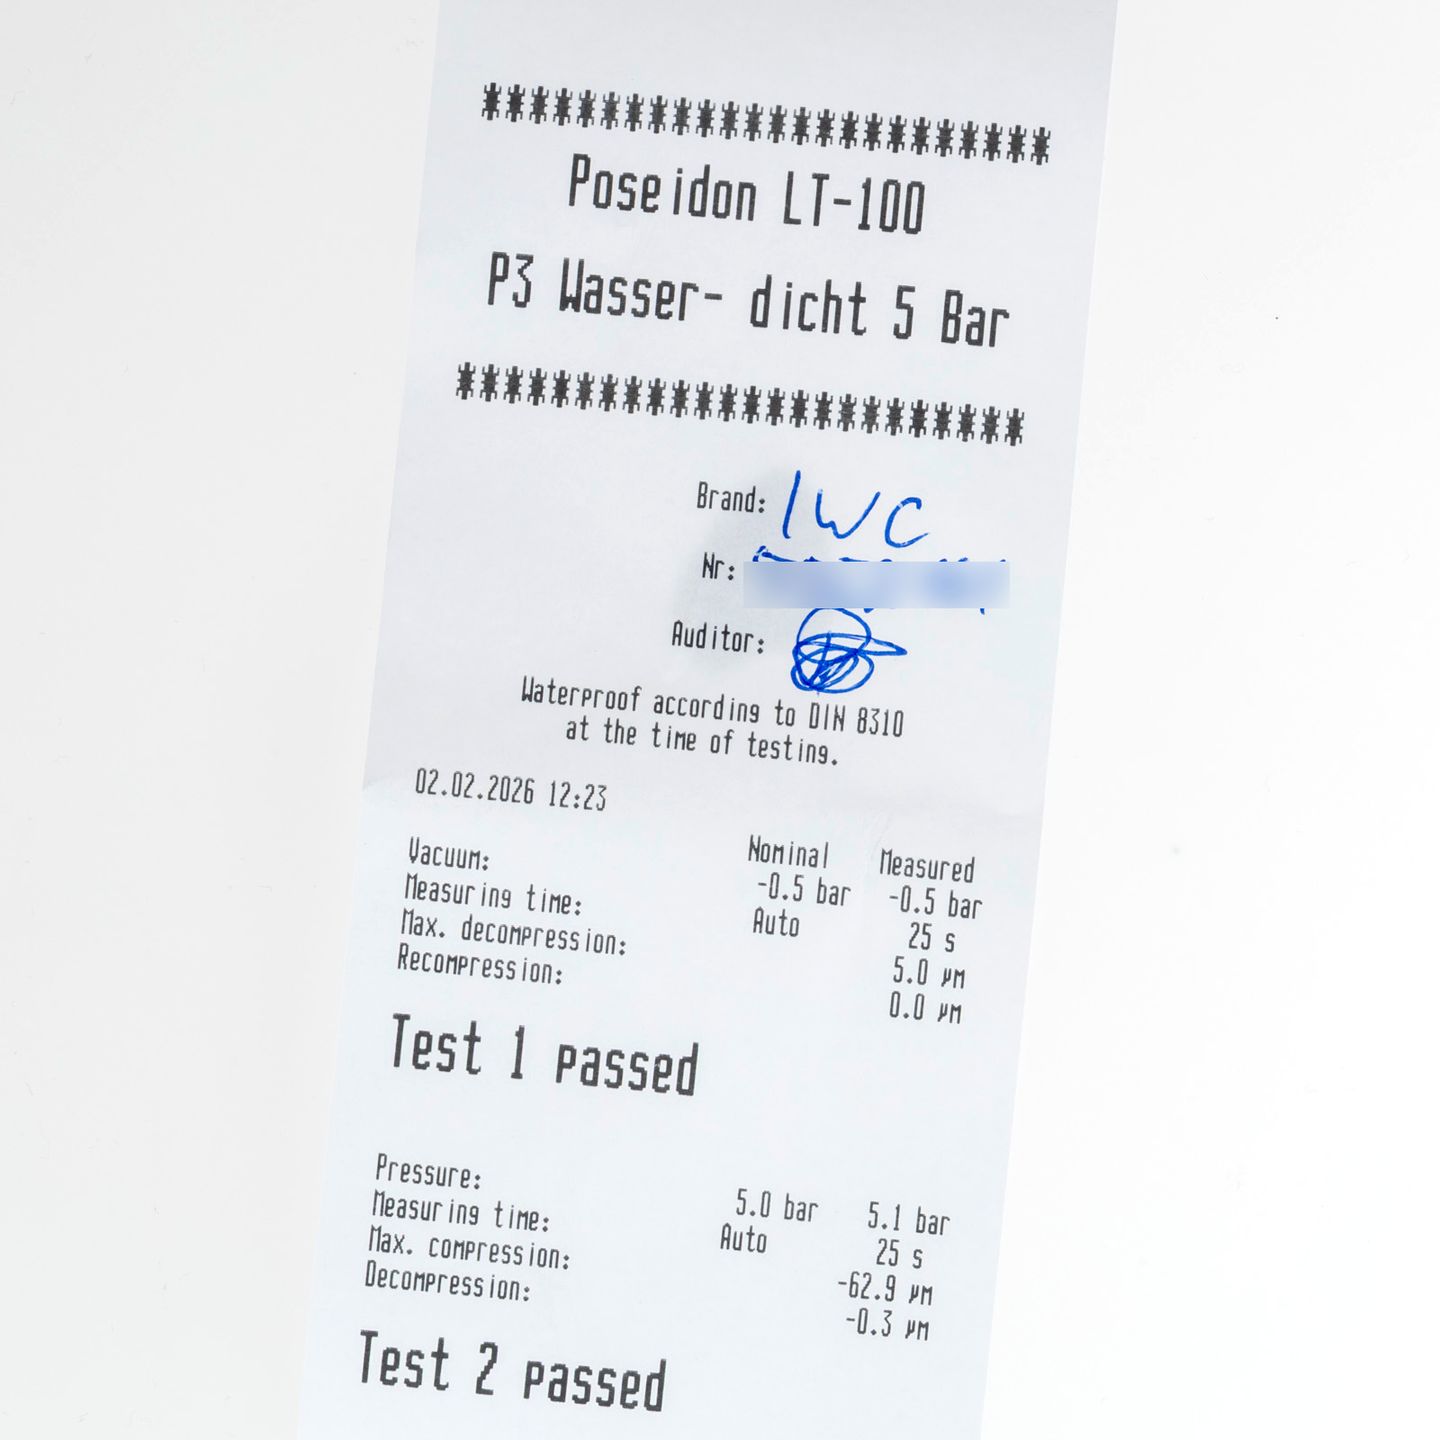 ************************
Poseidon LT-100
P3 Wasser- dicht 5 Bar
************************
Brand: IWC
Nr:
Auditor:
Waterproof according to DIN 8310
at the time of testing.
02.02.2026 12:23
Nominal Measured
Vacuum: -0.5 bar -0.5 bar
Measuring time: Auto 25 s
Max. decompression: 5.0 µm
Recompression: 0.0 µm
Test 1 passed
Pressure: 5.0 bar 5.1 bar
Measuring time: Auto 25 s
Max. compression: -62.9 µm
Decompression: -0.3 µm
Test 2 passed